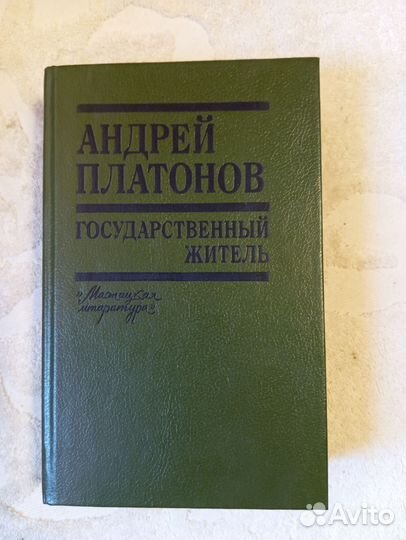 АНДРЕЙ
ПЛАТОНОВ
ГОСУДАРСТВЕННЫЙ
ЖИТЕЛЬ
«Мастацкая
літаратура»
Avito